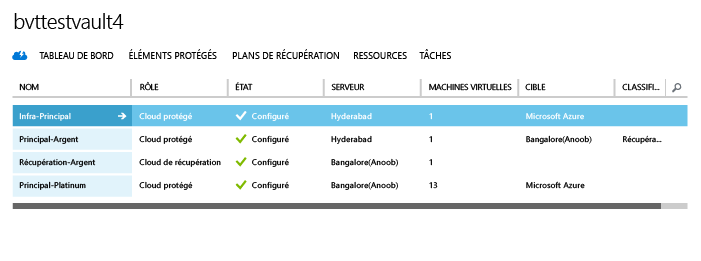 bvttestvault4
TABLEAU DE BORD ÉLÉMENTS PROTÉGÉS PLANS DE RÉCUPÉRATION RESSOURCES TÂCHES
NOM RÔLE ÉTAT SERVEUR MACHINES VIRTUELLES CIBLE CLASSIFI...
Infra-Principal Cloud protégé Configuré Hyderabad 1 Microsoft Azure
Principal-Argent Cloud protégé Configuré Hyderabad 1 Bangalore(Anoob) Récupéra...
Récupération-Argent Cloud de récupération Configuré Bangalore(Anoob) 1
Principal-Platinum Cloud protégé Configuré Bangalore(Anoob) 13 Microsoft Azure